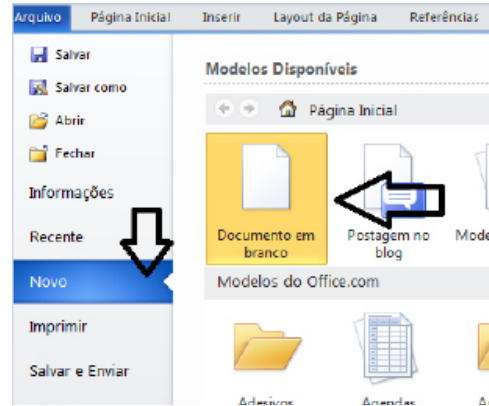 Arquivo Página Inicial Inserir Layout da Página Referências
Salvar
Salvar como
Abrir
Fechar
Informações
Recente
Novo
Imprimir
Salvar e Enviar
Modelos Disponíveis
Página Inicial
Documento em
branco
Postagem no
blog
Modelos do Office.com
Adesivos Agendas